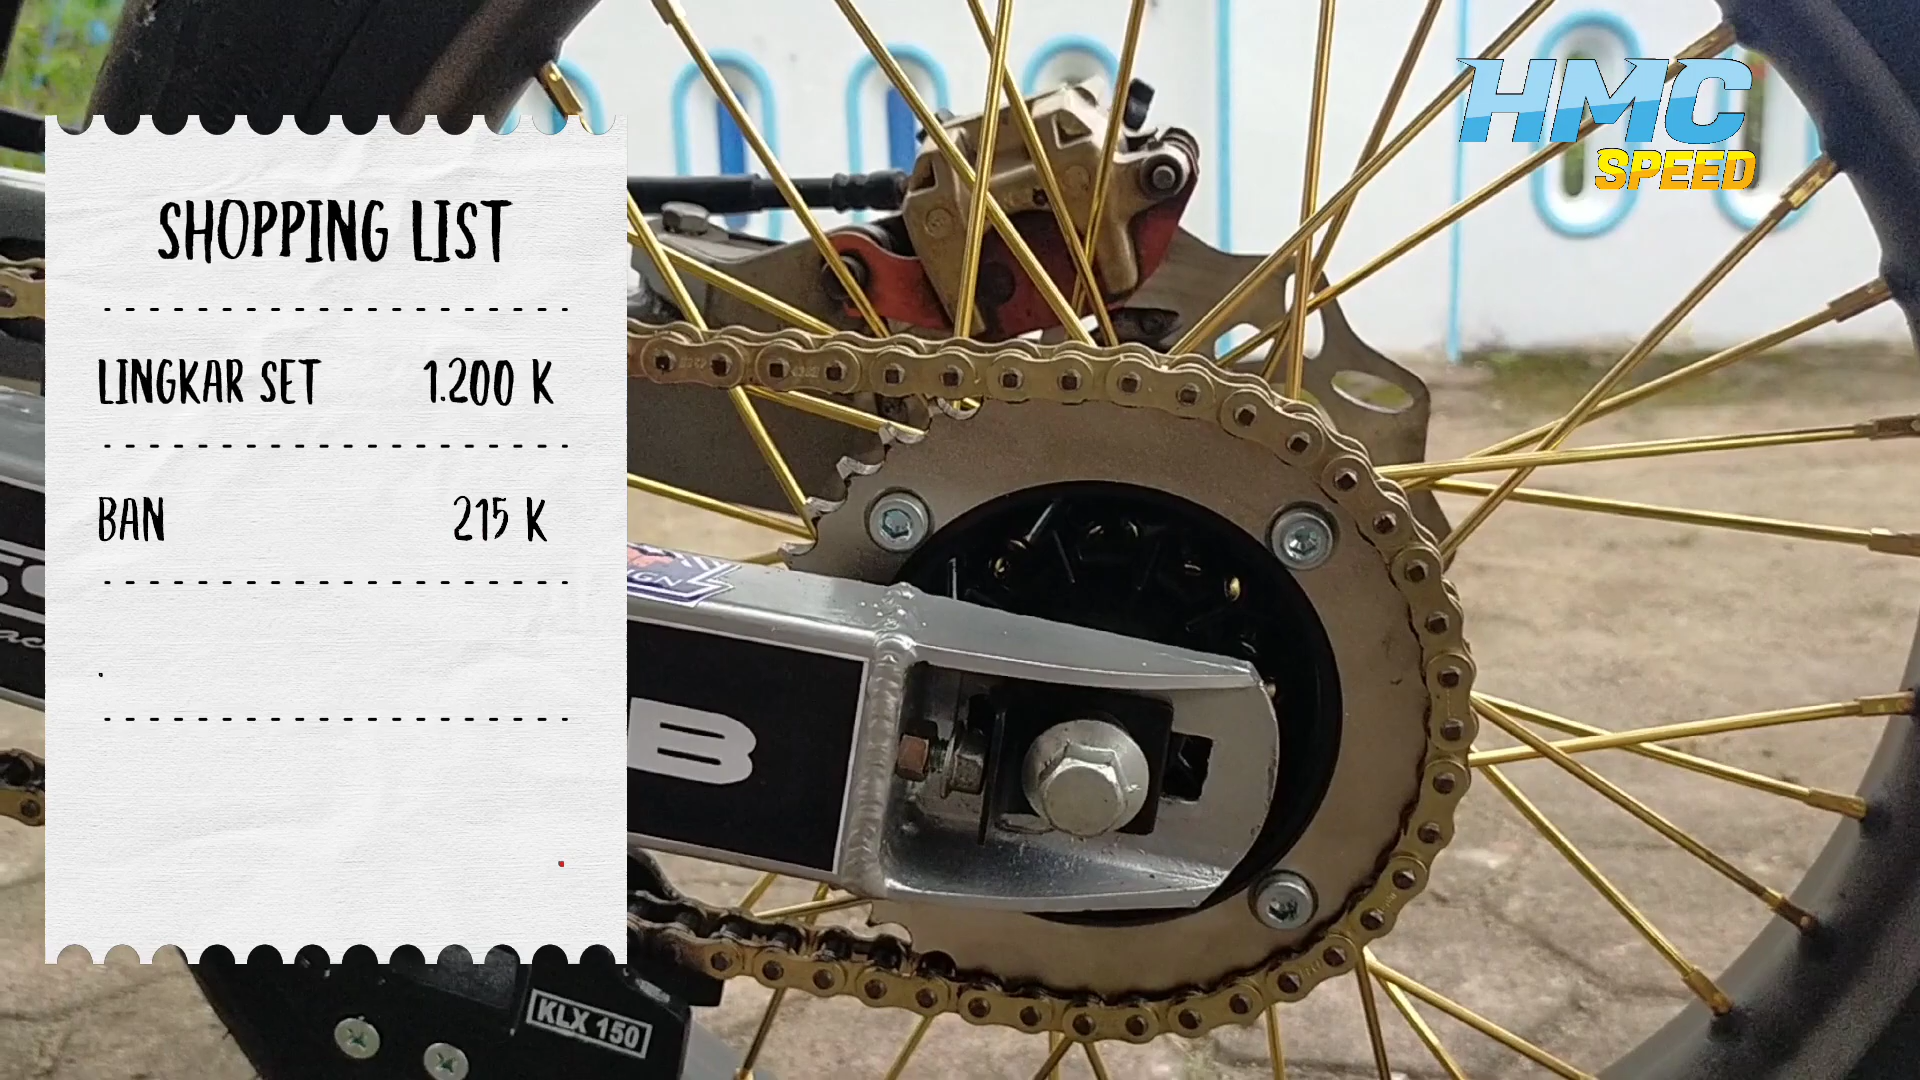 HMC
SPEED
SHOPPING LIST
LINGKAR SET 1.200 K
BAN 215 K
B
KLX 150